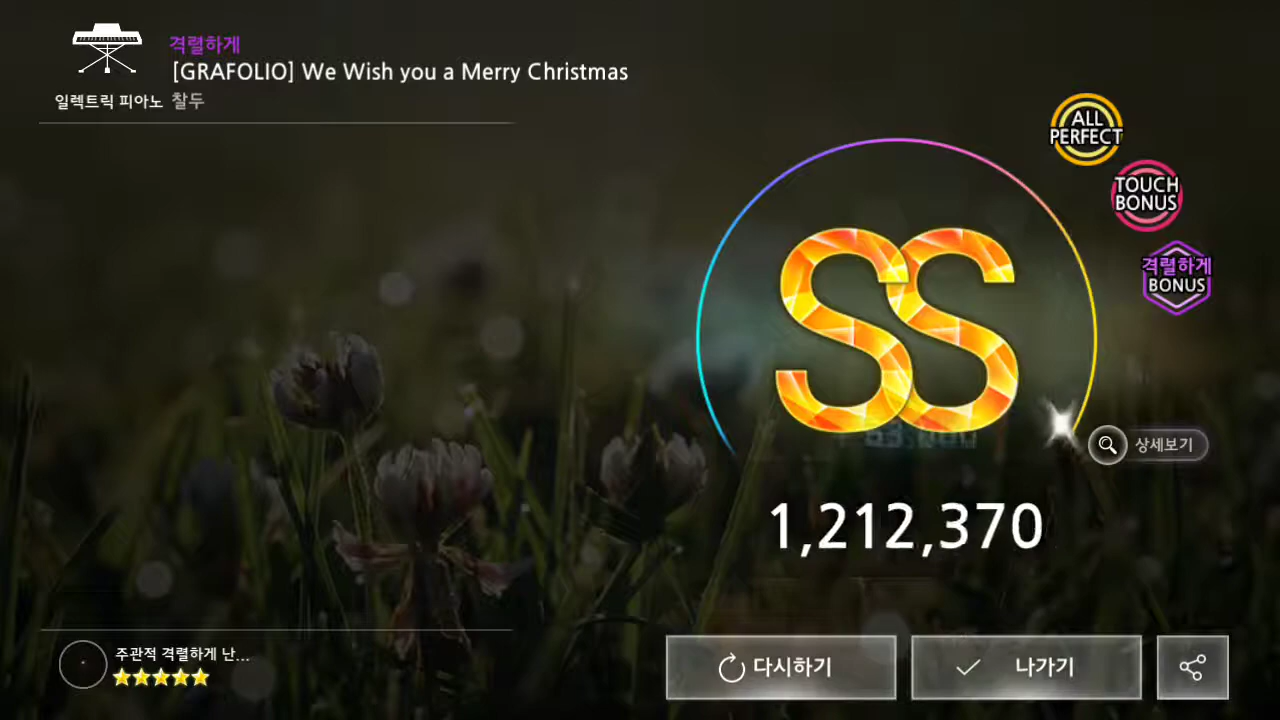 격렬하게
[GRAFOLIO] We Wish you a Merry Christmas
일렉트릭 피아노 찰두
ALL
PERFECT
TOUCH
BONUS
격렬하게
BONUS
SS
상세보기
1,212,370
주관적 격렬하게 난...
다시하기
나가기